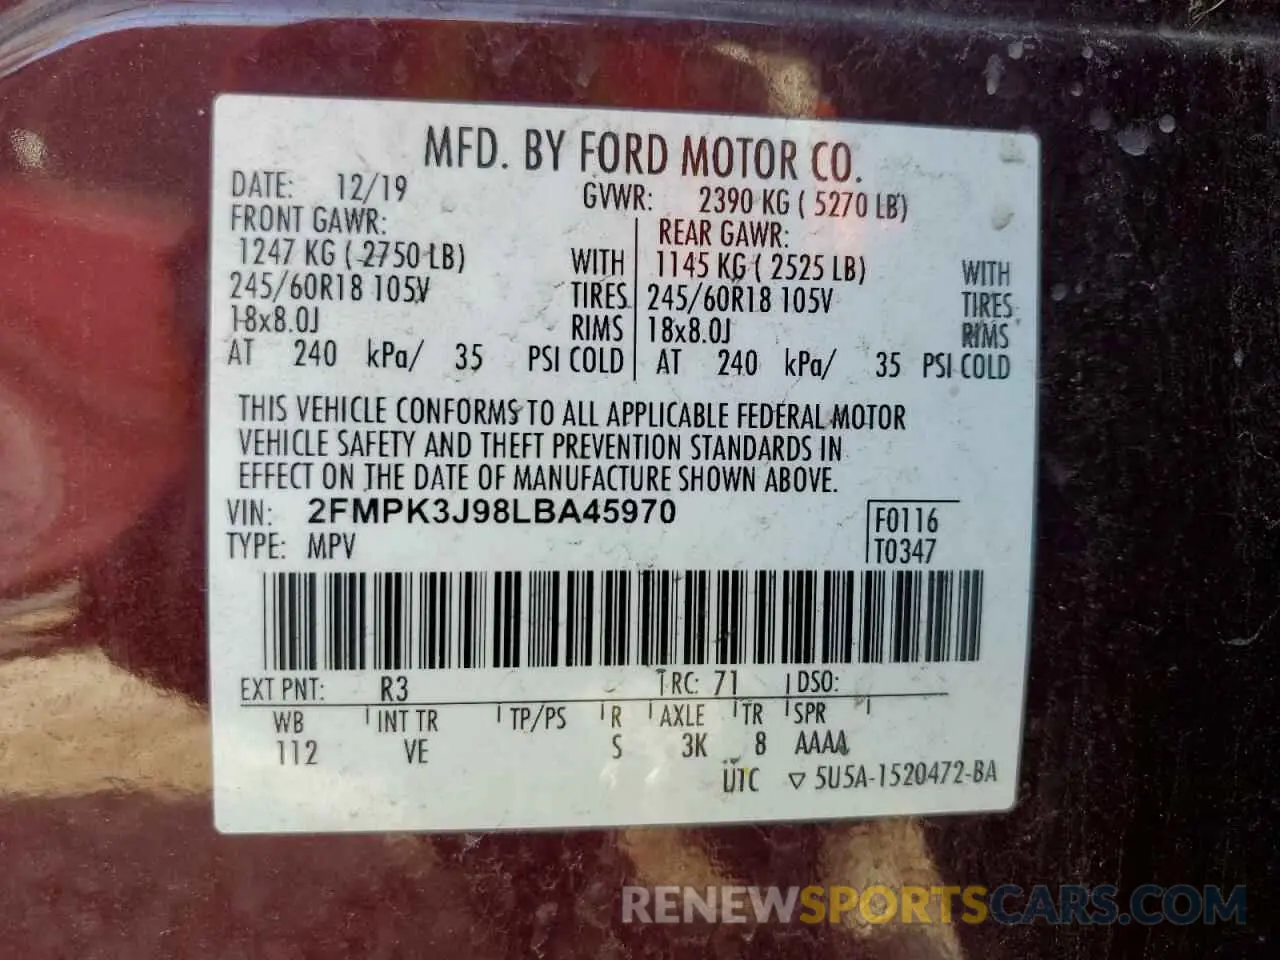 MFD. BY FORD MOTOR CO.
DATE: 12/19 GVWR: 2390 KG ( 5270 LB)
FRONT GAWR: REAR GAWR:
1247 KG ( 2750 LB) WITH 1145 KG ( 2525 LB) WITH
245/60R18 105V TIRES 245/60R18 105V TIRES
18x8.0J RIMS 18x8.0J RIMS
AT 240 kPa/ 35 PSI COLD AT 240 kPa/ 35 PSI COLD
THIS VEHICLE CONFORMS TO ALL APPLICABLE FEDERAL MOTOR
VEHICLE SAFETY AND THEFT PREVENTION STANDARDS IN
EFFECT ON THE DATE OF MANUFACTURE SHOWN ABOVE.
VIN: 2FMPK3J98LBA45970 F0116
TYPE: MPV T0347
EXT PNT: R3 RC: 71 DSO:
WB INT TR TP/PS R AXLE TR SPR
112 VE S 3K 8 AAAA
UTC ▽ 5U5A-1520472-BA
RENEWSPORTSCARS.COM